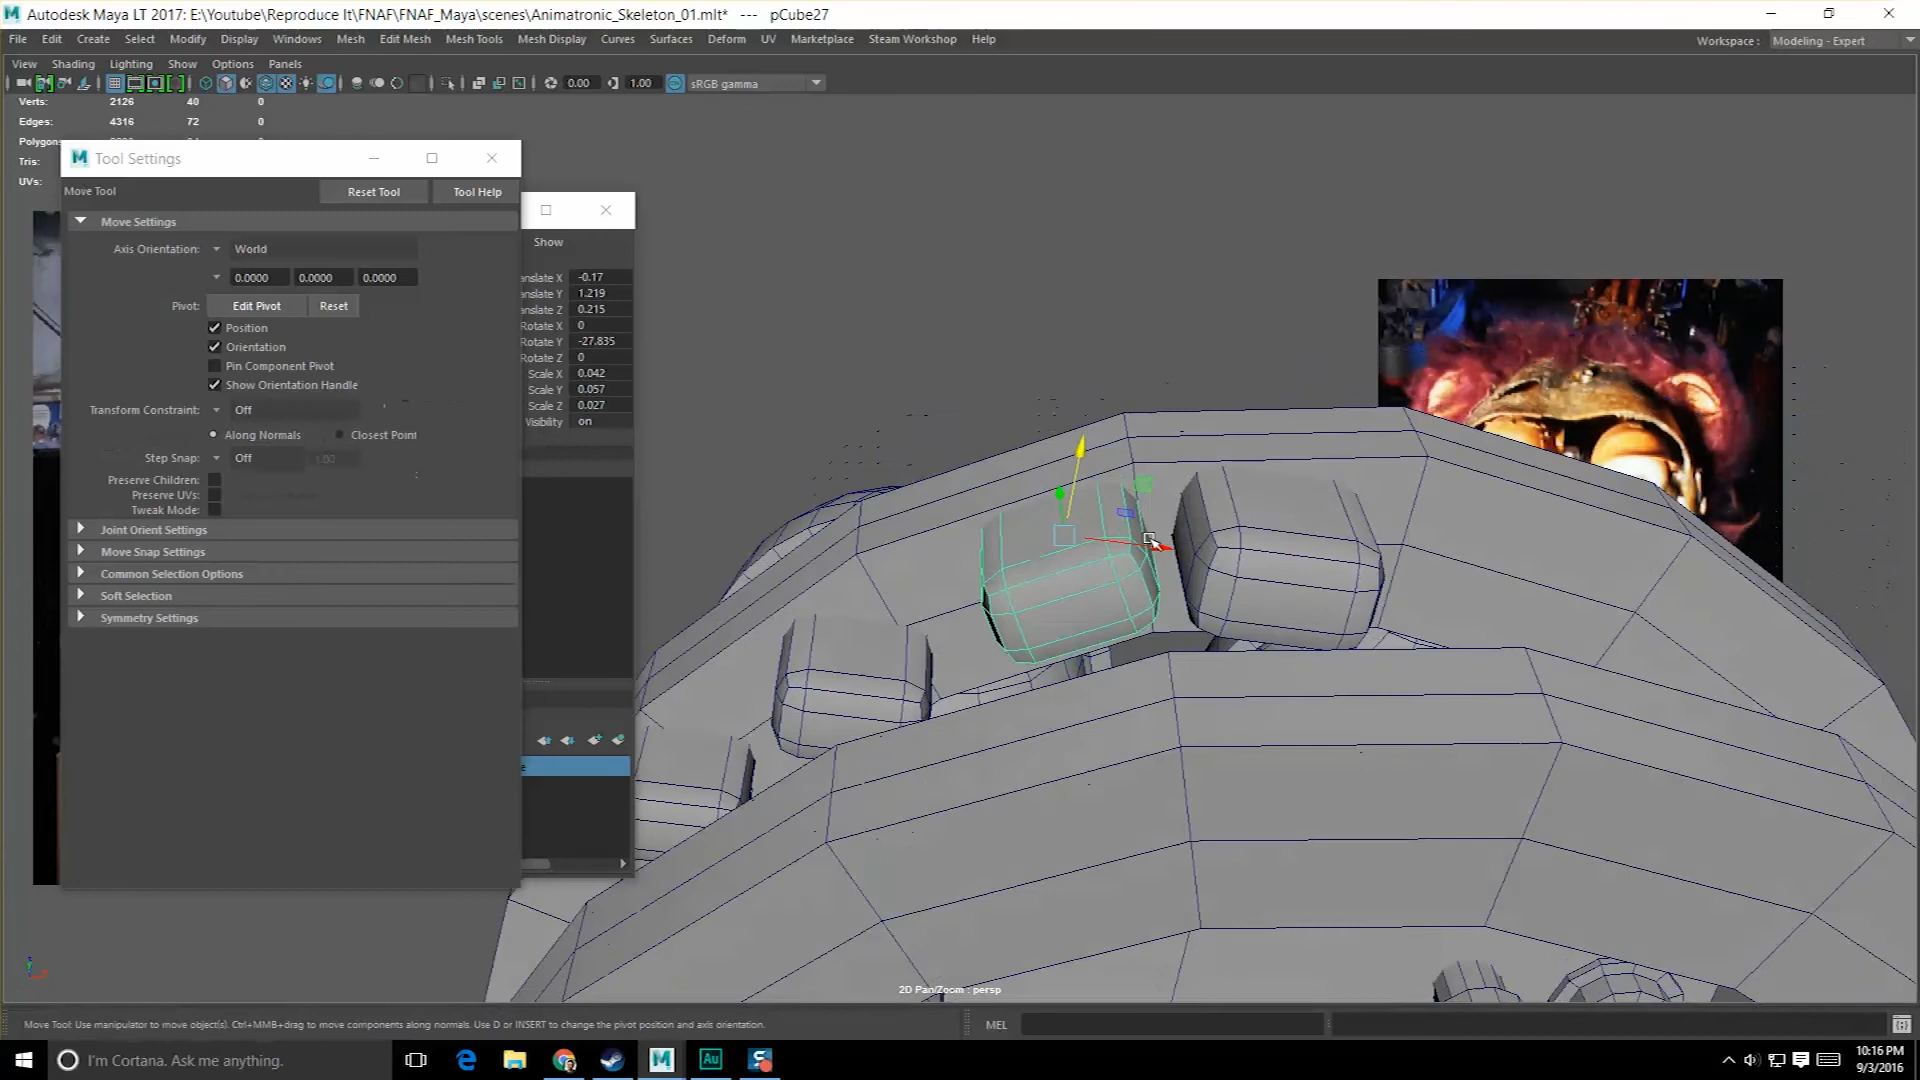 Autodesk Maya LT 2017: E:\Youtube\Reproduce It\FNAF\FNAF_Maya\scenes\Animatronic_Skeleton_01.mlt*   ---   pCube27
File Edit Create Select Modify Display Windows Mesh Edit Mesh Mesh Tools Mesh Display Curves Surfaces Deform UV Marketplace Steam Workshop Help
Workspace : Modeling - Expert
View Shading Lighting Show Options Panels
0.00 1.00 sRGB gamma
Verts: 2126 40 0
Edges: 4316 72 0
Tris:
UVs:
Tool Settings
Move Tool
Reset Tool
Tool Help
Move Settings
Axis Orientation: World
0.0000 0.0000 0.0000
Pivot: Edit Pivot Reset
Position
Orientation
Pin Component Pivot
Show Orientation Handle
Transform Constraint: Off
Along Normals Closest Point
Step Snap: Off 1.00
Preserve Children:
Preserve UVs:
Tweak Mode:
Joint Orient Settings
Move Snap Settings
Common Selection Options
Soft Selection
Symmetry Settings
Show
anslate X -0.17
anslate Y 1.219
anslate Z 0.215
Rotate X 0
Rotate Y -27.835
Rotate Z 0
Scale X 0.042
Scale Y 0.057
Scale Z 0.027
Visibility on
2D Pan/Zoom : persp
Move Tool: Use manipulator to move object(s). Ctrl+MMB+drag to move components along normals. Use D or INSERT to change the pivot position and axis orientation.
MEL
I'm Cortana. Ask me anything.
10:16 PM
9/3/2016